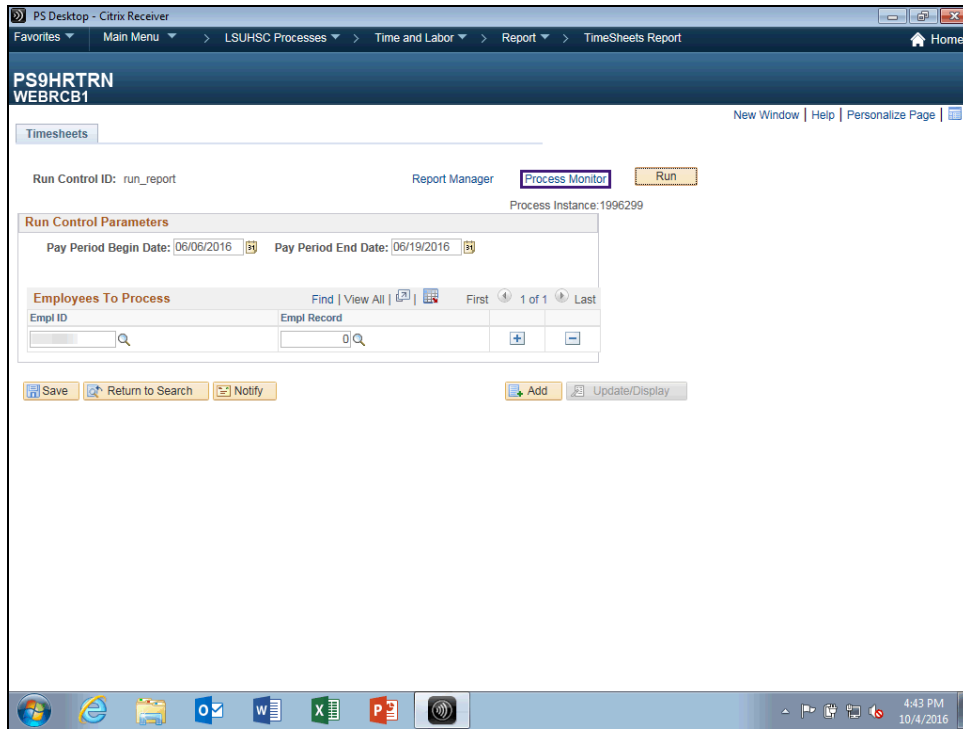 PS Desktop - Citrix Receiver
Favorites Main Menu > LSUHSC Processes > Time and Labor > Report > TimeSheets Report Home
PS9HRTRN
WEBRCB1
New Window | Help | Personalize Page |
Timesheets
Run Control ID: run_report Report Manager Process Monitor Run
Process Instance:1996299
Run Control Parameters
Pay Period Begin Date: 06/06/2016 31 Pay Period End Date: 06/19/2016 31
Employees To Process Find | View All | | First 1 of 1 Last
Empl ID Empl Record
0
Save Return to Search Notify Add Update/Display
4:43 PM
10/4/2016